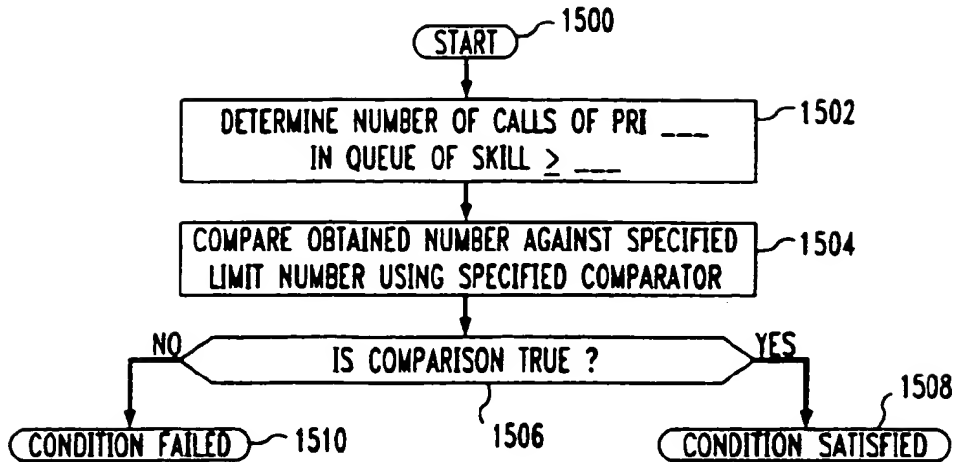 START
1500
DETERMINE NUMBER OF CALLS OF PRI ___
IN QUEUE OF SKILL ≥ ___
1502
COMPARE OBTAINED NUMBER AGAINST SPECIFIED
LIMIT NUMBER USING SPECIFIED COMPARATOR
1504
NO
IS COMPARISON TRUE ?
YES
1506
CONDITION FAILED
1510
CONDITION SATISFIED
1508